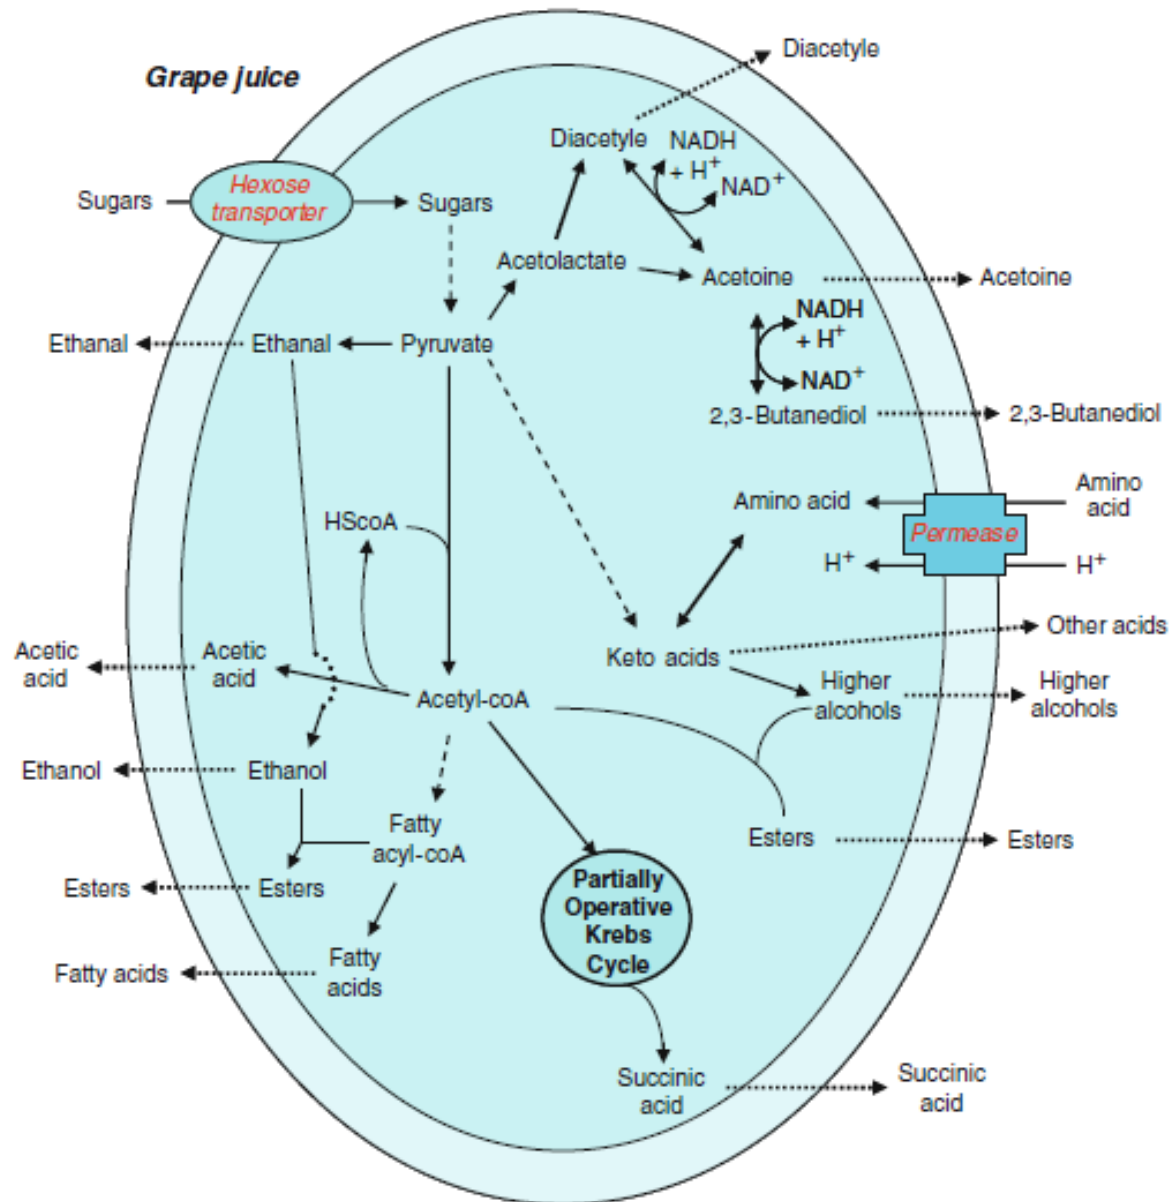 Diacetyle
Grape juice
Diacetyle
NADH
+ H+
NAD+
Sugars
Hexose
transporter
Sugars
Acetolactate
Acetoine
Acetoine
NADH
+ H+
NAD+
Ethanal
Ethanal
Pyruvate
2,3-Butanediol
2,3-Butanediol
Amino acid
Amino
acid
HScoA
Permease
H+
H+
Other acids
Acetic
acid
Acetic
acid
Keto acids
Acetyl-coA
Higher
alcohols
Higher
alcohols
Ethanol
Ethanol
Fatty
acyl-coA
Esters
Esters
Esters
Esters
Partially
Operative
Krebs
Cycle
Fatty acids
Fatty
acids
Succinic
acid
Succinic
acid